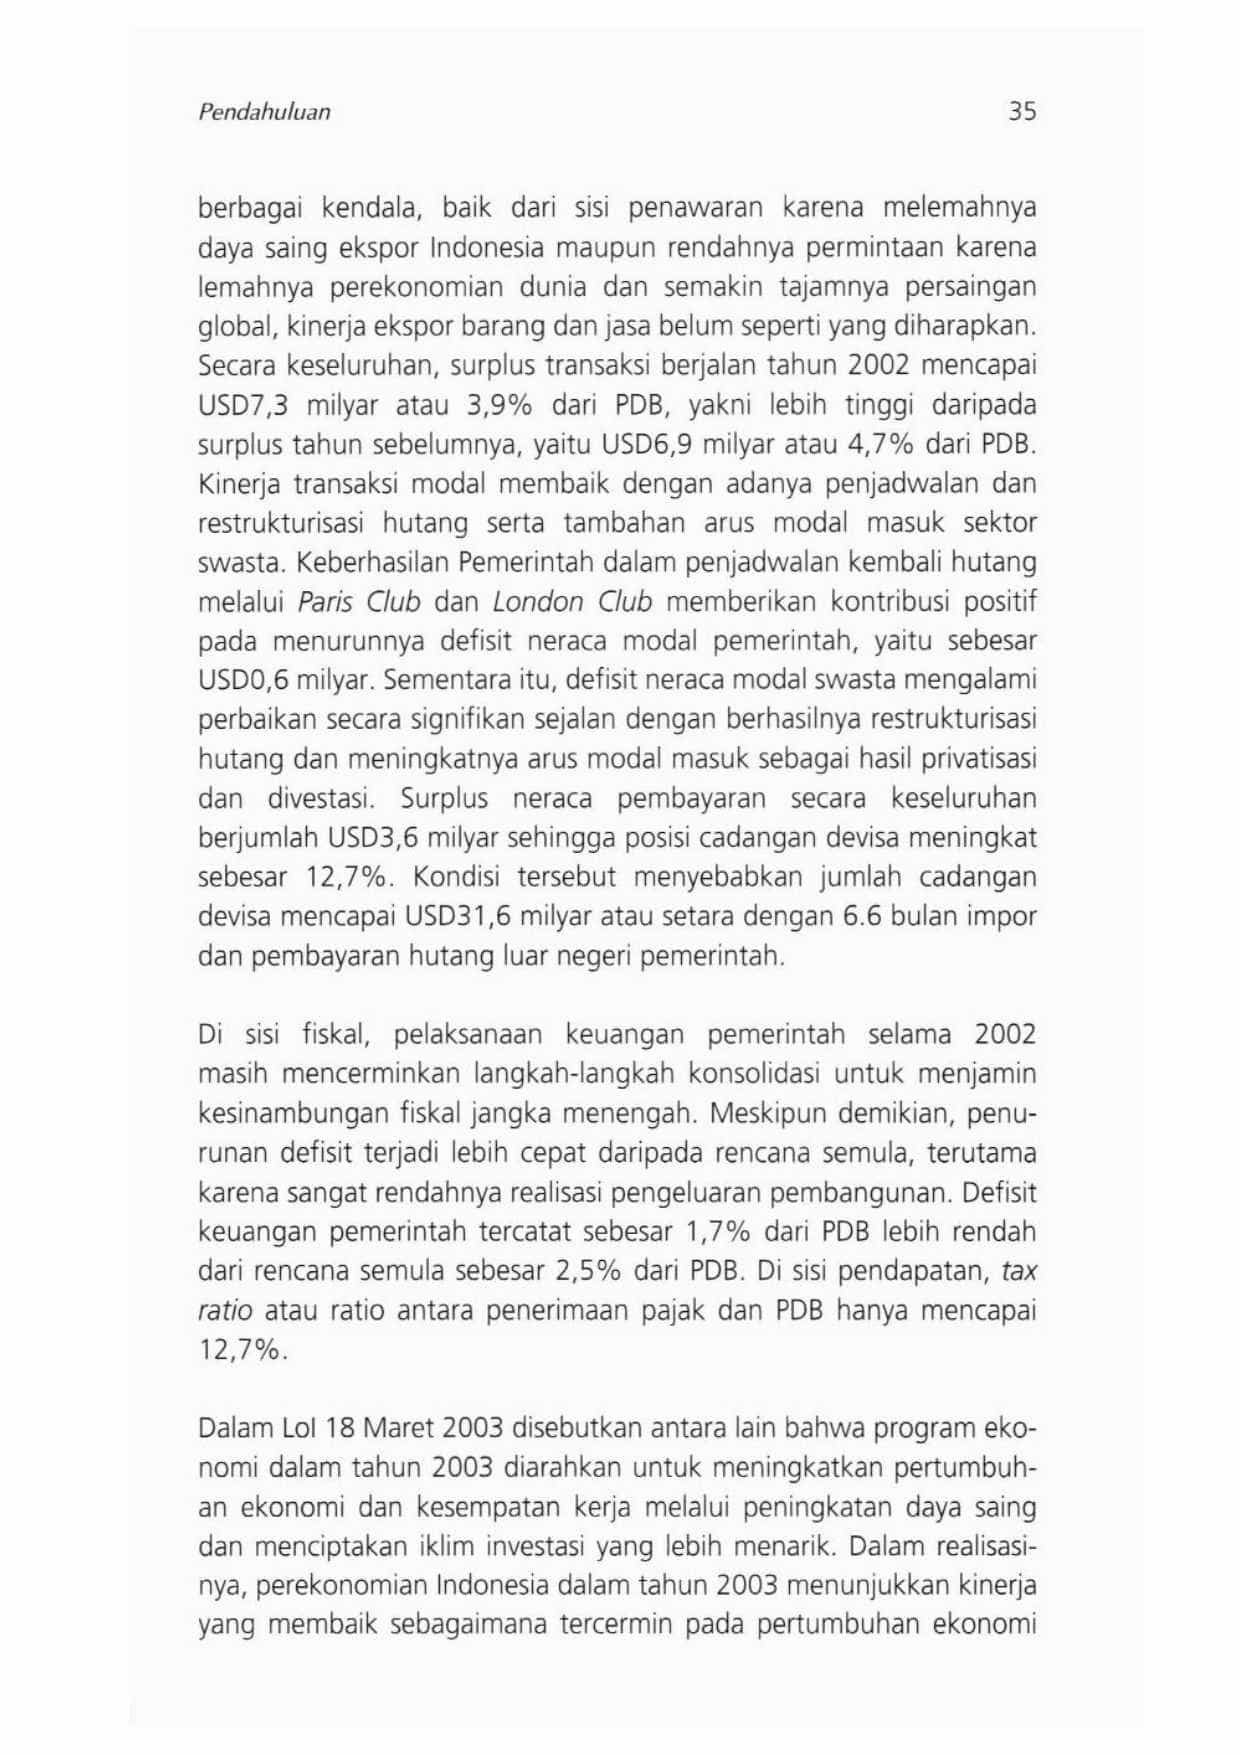 Pendahuluan 35
berbagai kendala, baik dari sisi penawaran karena melemahnya
daya saing ekspor Indonesia maupun rendahnya permintaan karena
lemahnya perekonomian dunia dan semakin tajamnya persaingan
global, kinerja ekspor barang dan jasa belum seperti yang diharapkan.
Secara keseluruhan, surplus transaksi berjalan tahun 2002 mencapai
USD7,3 milyar atau 3,9% dari PDB, yakni lebih tinggi daripada
surplus tahun sebelumnya, yaitu USD6,9 milyar atau 4,7% dari PDB.
Kinerja transaksi modal membaik dengan adanya penjadwalan dan
restrukturisasi hutang serta tambahan arus modal masuk sektor
swasta. Keberhasilan Pemerintah dalam penjadwalan kembali hutang
melalui Paris Club dan London Club memberikan kontribusi positif
pada menurunnya defisit neraca modal pemerintah, yaitu sebesar
USD0,6 milyar. Sementara itu, defisit neraca modal swasta mengalami
perbaikan secara signifikan sejalan dengan berhasilnya restrukturisasi
hutang dan meningkatnya arus modal masuk sebagai hasil privatisasi
dan divestasi. Surplus neraca pembayaran secara keseluruhan
berjumlah USD3,6 milyar sehingga posisi cadangan devisa meningkat
sebesar 12,7%. Kondisi tersebut menyebabkan jumlah cadangan
devisa mencapai USD31,6 milyar atau setara dengan 6.6 bulan impor
dan pembayaran hutang luar negeri pemerintah.
Di sisi fiskal, pelaksanaan keuangan pemerintah selama 2002
masih mencerminkan langkah-langkah konsolidasi untuk menjamin
kesinambungan fiskal jangka menengah. Meskipun demikian, penu-
runan defisit terjadi lebih cepat daripada rencana semula, terutama
karena sangat rendahnya realisasi pengeluaran pembangunan. Defisit
keuangan pemerintah tercatat sebesar 1,7% dari PDB lebih rendah
dari rencana semula sebesar 2,5% dari PDB. Di sisi pendapatan, tax
ratio atau ratio antara penerimaan pajak dan PDB hanya mencapai
12,7%.
Dalam LoI 18 Maret 2003 disebutkan antara lain bahwa program eko-
nomi dalam tahun 2003 diarahkan untuk meningkatkan pertumbuh-
an ekonomi dan kesempatan kerja melalui peningkatan daya saing
dan menciptakan iklim investasi yang lebih menarik. Dalam realisasi-
nya, perekonomian Indonesia dalam tahun 2003 menunjukkan kinerja
yang membaik sebagaimana tercermin pada pertumbuhan ekonomi